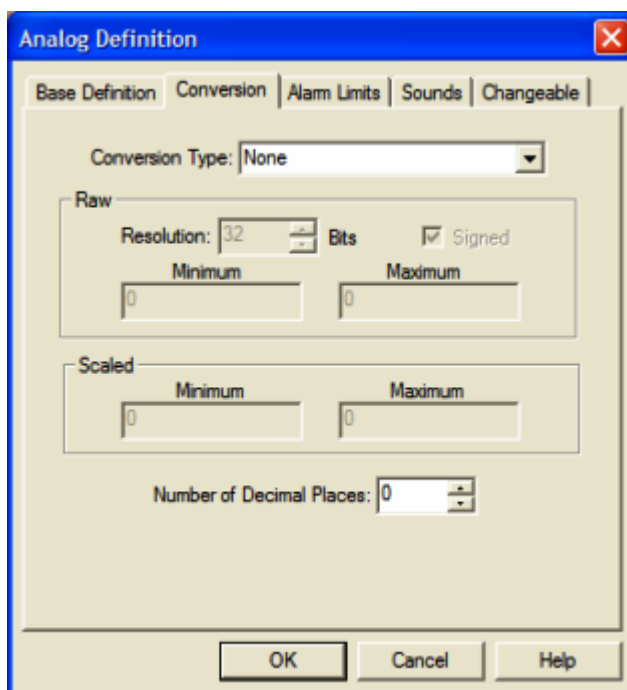 Analog Definition
Base Definition Conversion Alarm Limits Sounds Changeable
Conversion Type: None
Raw
Resolution: 32 Bits Signed
Minimum Maximum
0 0
Scaled
Minimum Maximum
0 0
Number of Decimal Places: 0
OK Cancel Help